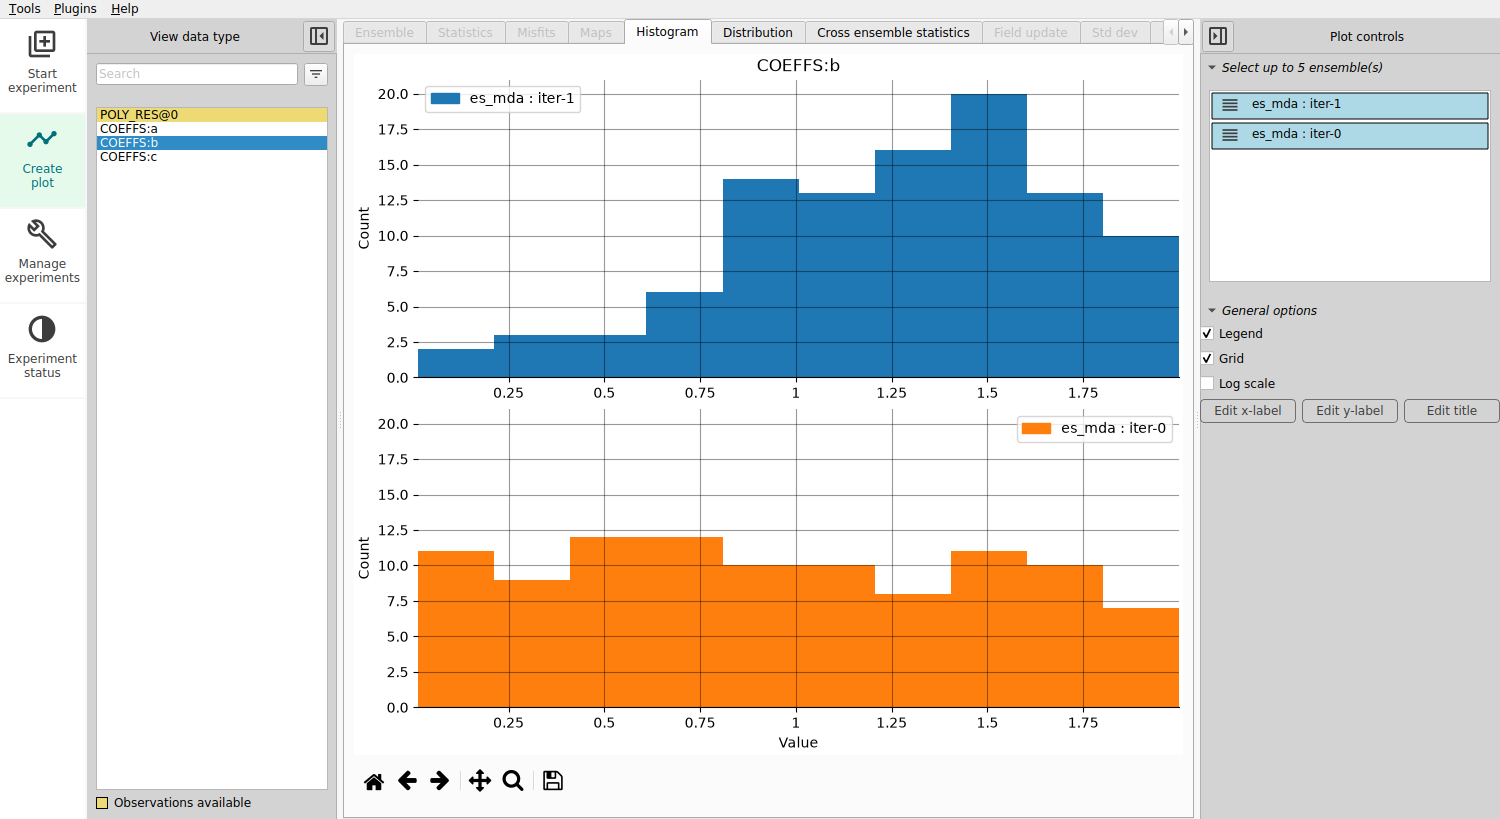 Tools Plugins Help
Start
experiment
Create
plot
Manage
experiments
Experiment
status
View data type
Search
POLY_RES@0
COEFFS:a
COEFFS:b
COEFFS:c
Observations available
Ensemble Statistics Misfits Maps Histogram Distribution Cross ensemble statistics Field update Std dev
COEFFS:b
es_mda : iter-1
Count
20.0
17.5
15.0
12.5
10.0
7.5
5.0
2.5
0.0
0.25 0.5 0.75 1 1.25 1.5 1.75
es_mda : iter-0
Count
20.0
17.5
15.0
12.5
10.0
7.5
5.0
2.5
0.0
0.25 0.5 0.75 1 1.25 1.5 1.75
Value
Plot controls
Select up to 5 ensemble(s)
es_mda : iter-1
es_mda : iter-0
General options
Legend
Grid
Log scale
Edit x-label Edit y-label Edit title